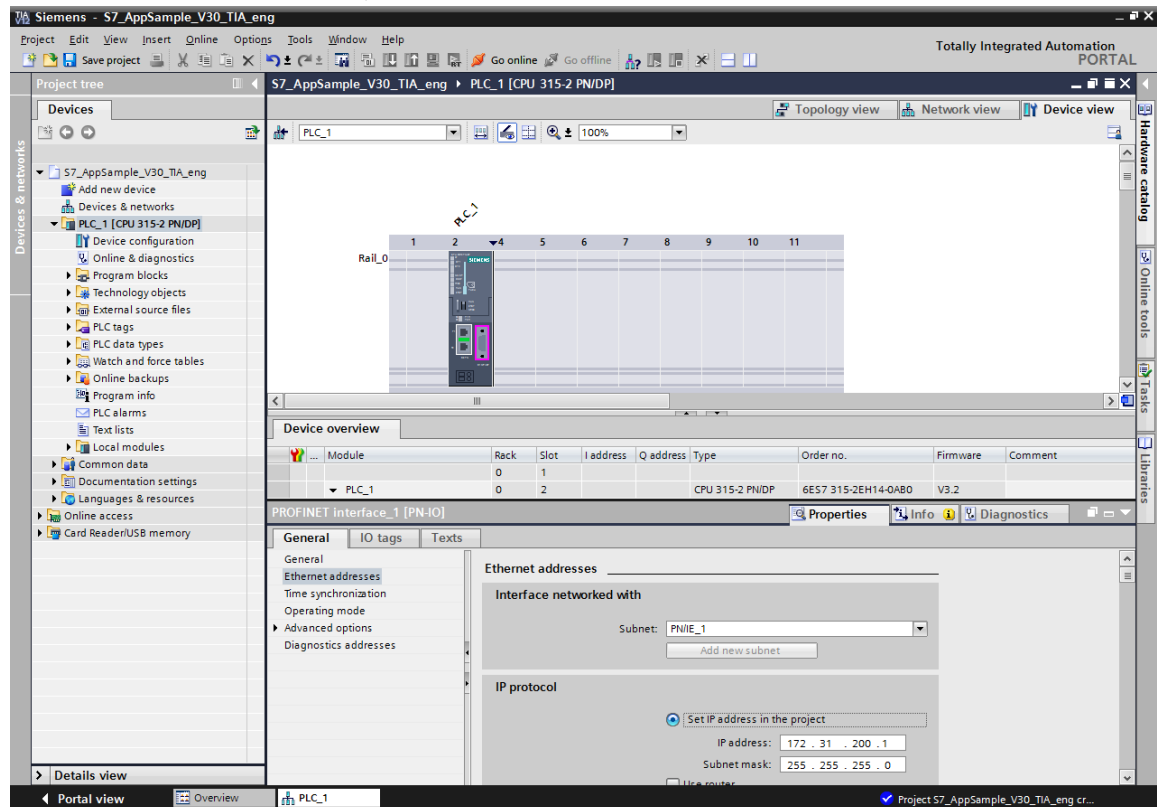 Siemens - S7_AppSample_V30_TIA_eng
Project Edit View Insert Online Options Tools Window Help
Totally Integrated Automation
PORTAL
Save project Go online Go offline
Project tree
S7_AppSample_V30_TIA_eng PLC_1 [CPU 315-2 PN/DP]
Devices
Topology view Network view Device view
PLC_1 100%
S7_AppSample_V30_TIA_eng
Add new device
Devices & networks
PLC_1 [CPU 315-2 PN/DP]
Device configuration
Online & diagnostics
Program blocks
Technology objects
External source files
PLC tags
PLC data types
Watch and force tables
Online backups
Program info
PLC alarms
Text lists
Local modules
Common data
Documentation settings
Languages & resources
Online access
Card Reader/USB memory
Details view
Devices & networks
PLC_1
1 2 4 5 6 7 8 9 10 11
Rail_0
SIEMENS
Device overview
... Module Rack Slot I address Q address Type Order no. Firmware Comment
0 1
PLC_1 0 2 CPU 315-2 PN/DP 6ES7 315-2EH14-0AB0 V3.2
PROFINET interface_1 [PN-IO]
Properties Info Diagnostics
General IO tags Texts
General
Ethernet addresses
Time synchronization
Operating mode
Advanced options
Diagnostics addresses
Ethernet addresses
Interface networked with
Subnet: PN/IE_1
Add new subnet
IP protocol
Set IP address in the project
IP address: 172 . 31 . 200 . 1
Subnet mask: 255 . 255 . 255 . 0
Use router
Hardware catalog
Online tools
Tasks
Libraries
Portal view Overview PLC_1 Project S7_AppSample_V30_TIA_eng cr...